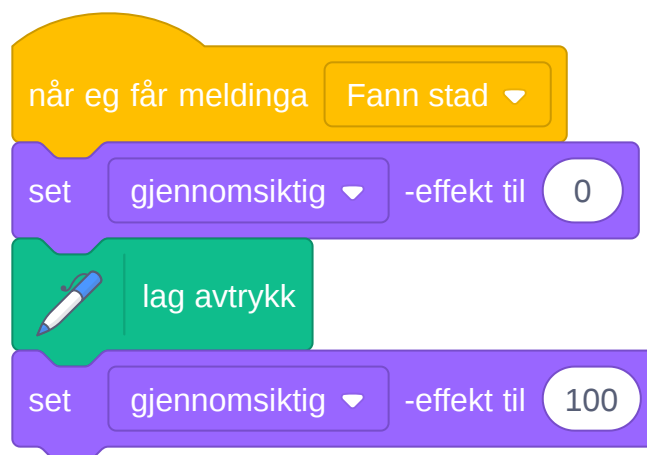 når eg får meldinga Fann stad
set gjennomsiktig -effekt til 0
lag avtrykk
set gjennomsiktig -effekt til 100